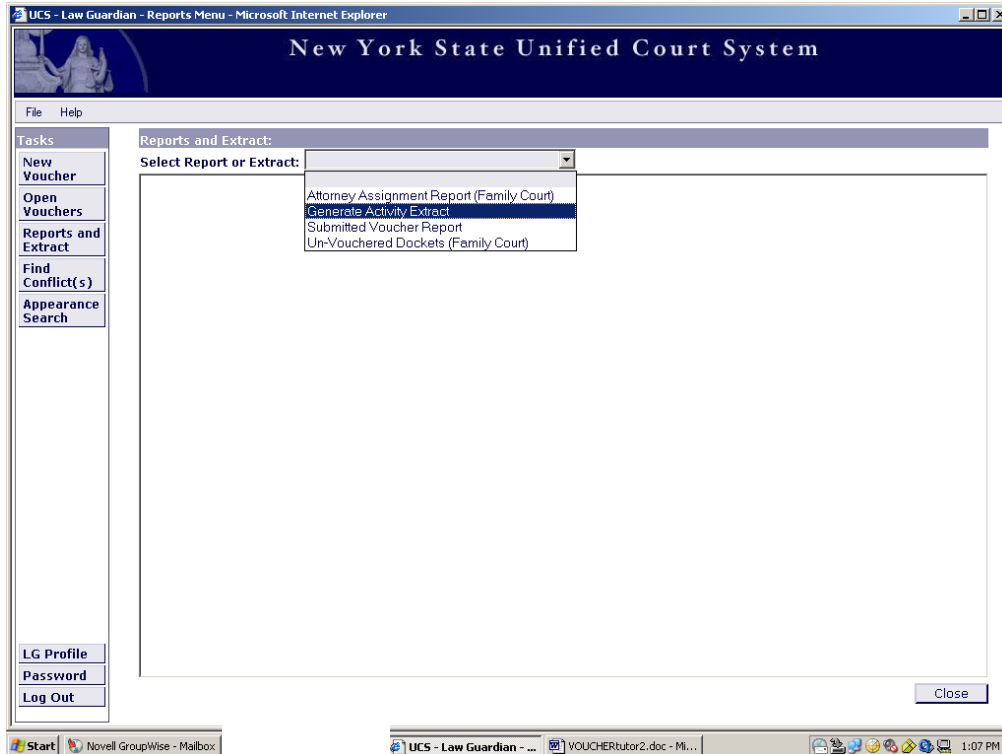 UCS - Law Guardian - Reports Menu - Microsoft Internet Explorer
New York State Unified Court System
File Help
Tasks
New Voucher
Open Vouchers
Reports and Extract
Find Conflict(s)
Appearance Search
Reports and Extract:
Select Report or Extract:
Attorney Assignment Report (Family Court)
Generate Activity Extract
Submitted Voucher Report
Un-Vouchered Dockets (Family Court)
LG Profile
Password
Log Out
Close
Start Novell GroupWise - Mailbox UCS - Law Guardian - ... VOUCHERtutor2.doc - Mi... 1:07 PM